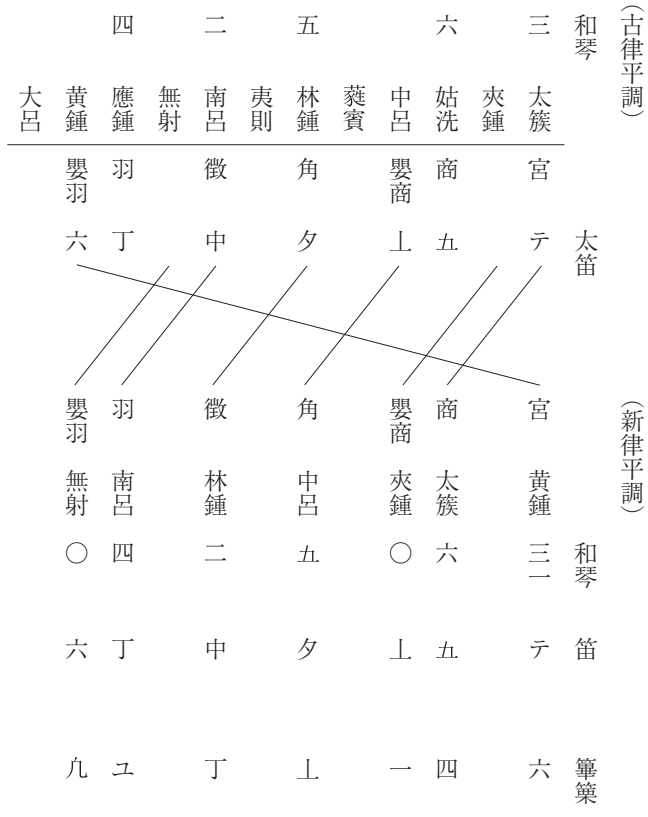 （古律平調） （新律平調）
和琴 太笛 和琴 笛 篳篥
三 太簇 宮 テ 宮 黄鍾 三一 テ 六
夾鍾
六 姑洗 商 五 商 太簇 六 五 四
中呂 嬰商 丄 嬰商 夾鍾 〇 丄 一
蕤賓
五 林鍾 角 夕 角 中呂 五 夕 丄
夷則
二 南呂 徴 中 徴 林鍾 二 中 丁
無射
四 應鍾 羽 丁 羽 南呂 四 丁 ユ
黄鍾 嬰羽 六 嬰羽 無射 〇 六 九
大呂